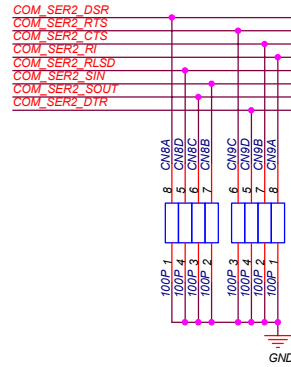 COM_SER2_DSR
COM_SER2_RTS
COM_SER2_CTS
COM_SER2_RI
COM_SER2_RLSD
COM_SER2_SIN
COM_SER2_SOUT
COM_SER2_DTR
CN8A CN8D CN8C CN8B CN9C CN9D CN9B CN9A
8 5 6 7 6 5 7 8
1 4 3 2 3 4 2 1
100P 100P 100P 100P 100P 100P 100P 100P
GND